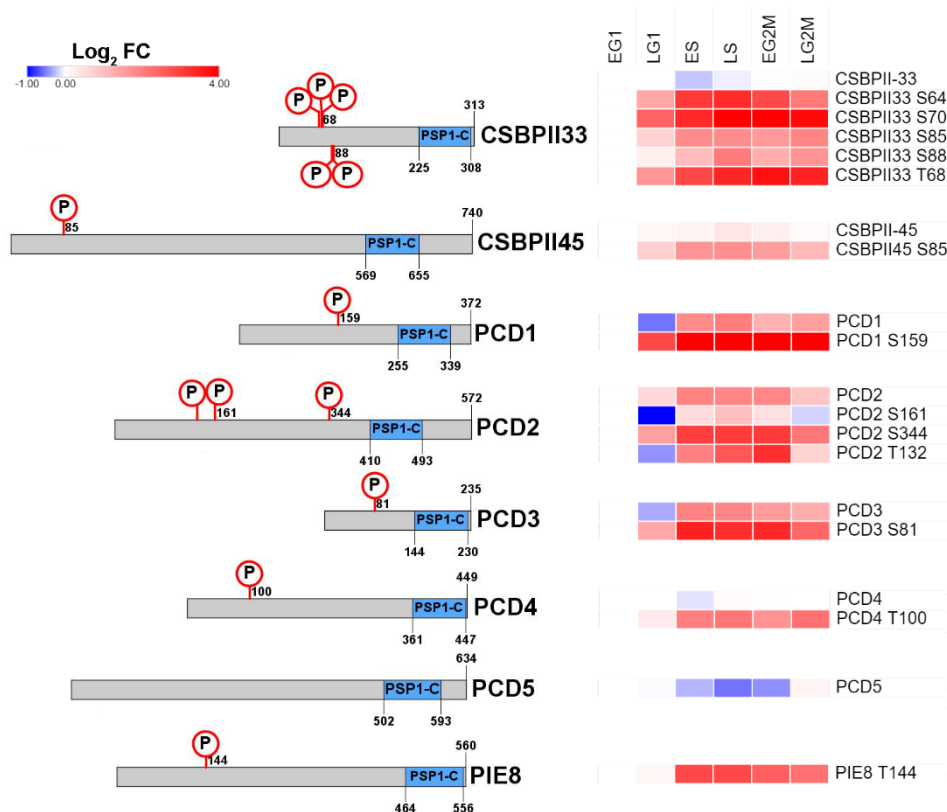 Log2 FC
-1.00 0.00 4.00
EG1 LG1 ES LS EG2M LG2M
P
P P
68
313
PSP1-C
CSBPII33
88
225 308
P P
CSBPII-33
CSBPII33 S64
CSBPII33 S70
CSBPII33 S85
CSBPII33 S88
CSBPII33 T68
P
85
740
PSP1-C
CSBPII45
569 655
CSBPII-45
CSBPII45 S85
P
159
372
PSP1-C
PCD1
255 339
PCD1
PCD1 S159
P P P
161 344
572
PSP1-C
PCD2
410 493
PCD2
PCD2 S161
PCD2 S344
PCD2 T132
P
81
235
PSP1-C
PCD3
144 230
PCD3
PCD3 S81
P
100
449
PSP1-C
PCD4
361 447
PCD4
PCD4 T100
634
PSP1-C
PCD5
502 593
PCD5
P
144
560
PSP1-C
PIE8
464 556
PIE8 T144